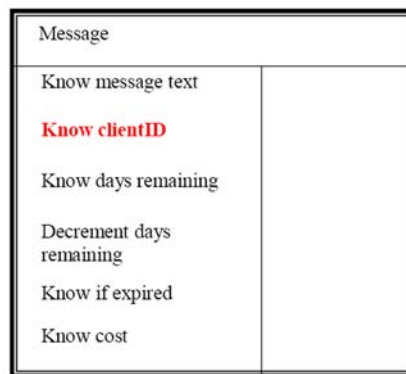 Message
Know message text
Know clientID
Know days remaining
Decrement days
remaining
Know if expired
Know cost